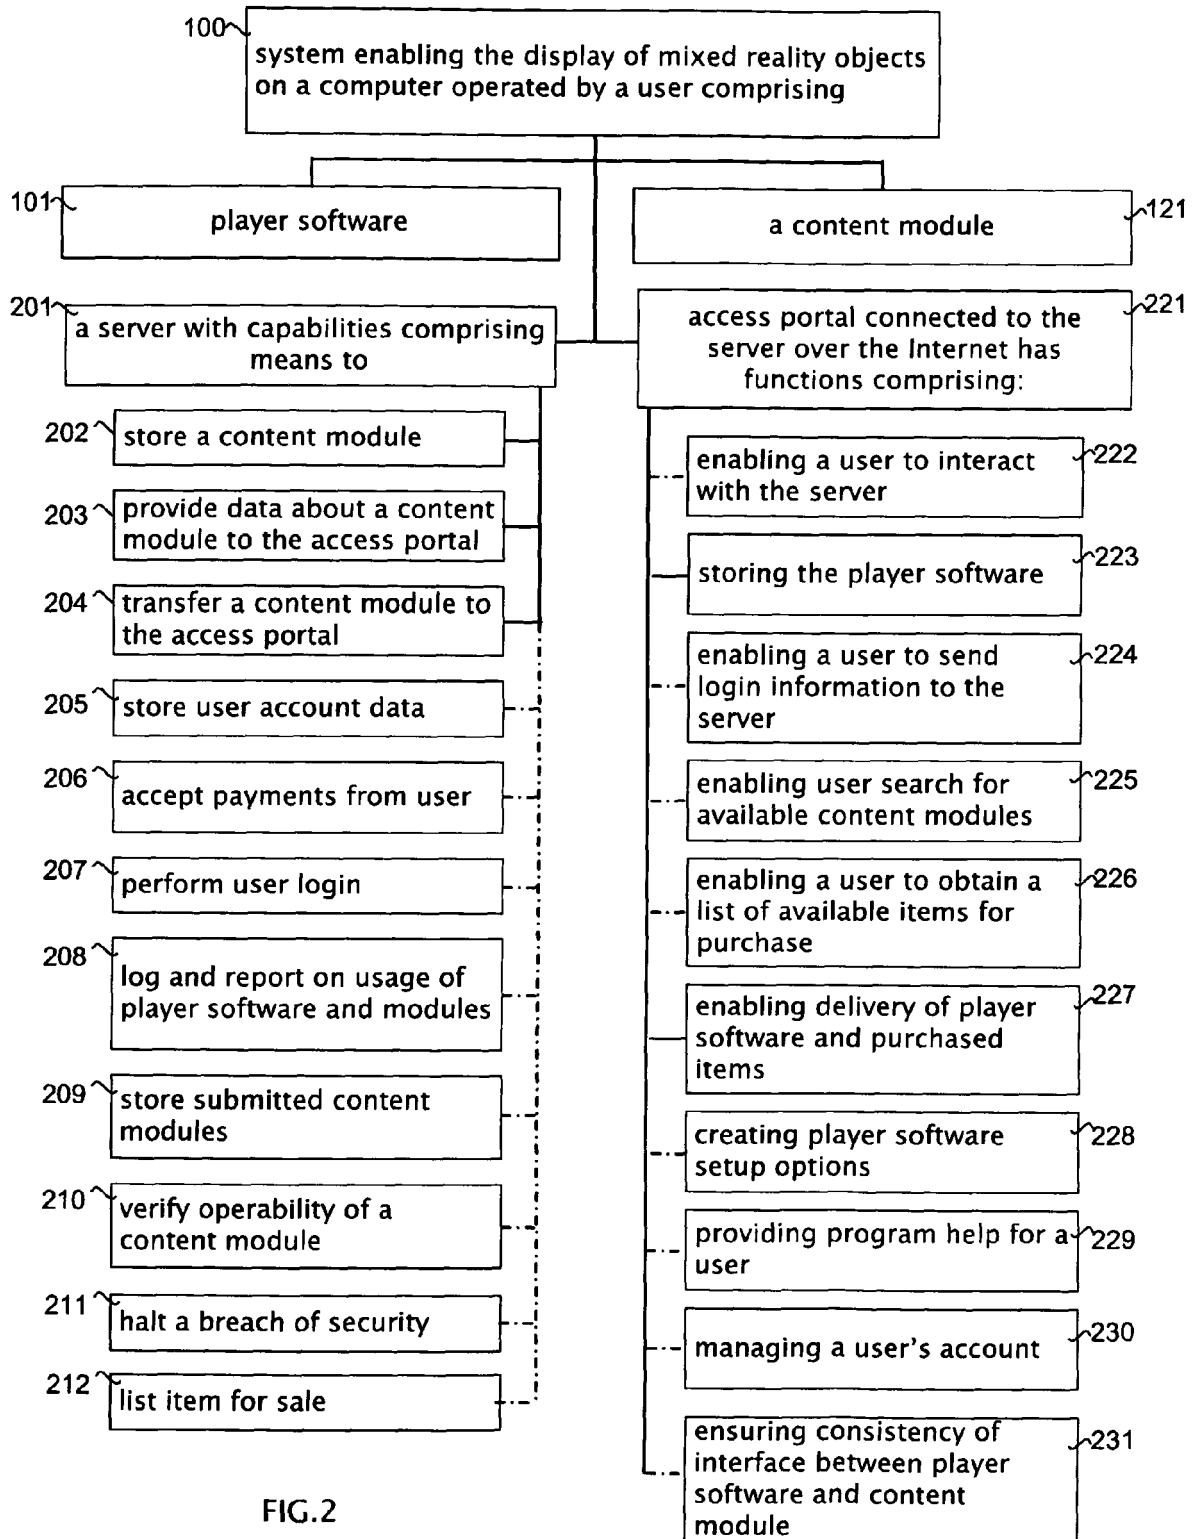 100
system enabling the display of mixed reality objects
on a computer operated by a user comprising
101
player software
a content module
121
201
a server with capabilities comprising
means to
access portal connected to the
server over the Internet has
functions comprising:
221
202
store a content module
203
provide data about a content
module to the access portal
204
transfer a content module to
the access portal
205
store user account data
206
accept payments from user
207
perform user login
208
log and report on usage of
player software and modules
209
store submitted content
modules
210
verify operability of a
content module
211
halt a breach of security
212
list item for sale
enabling a user to interact
with the server
222
storing the player software
223
enabling a user to send
login information to the
server
224
enabling user search for
available content modules
225
enabling a user to obtain a
list of available items for
purchase
226
enabling delivery of player
software and purchased
items
227
creating player software
setup options
228
providing program help for a
user
229
managing a user's account
230
ensuring consistency of
interface between player
software and content
module
231
FIG.2